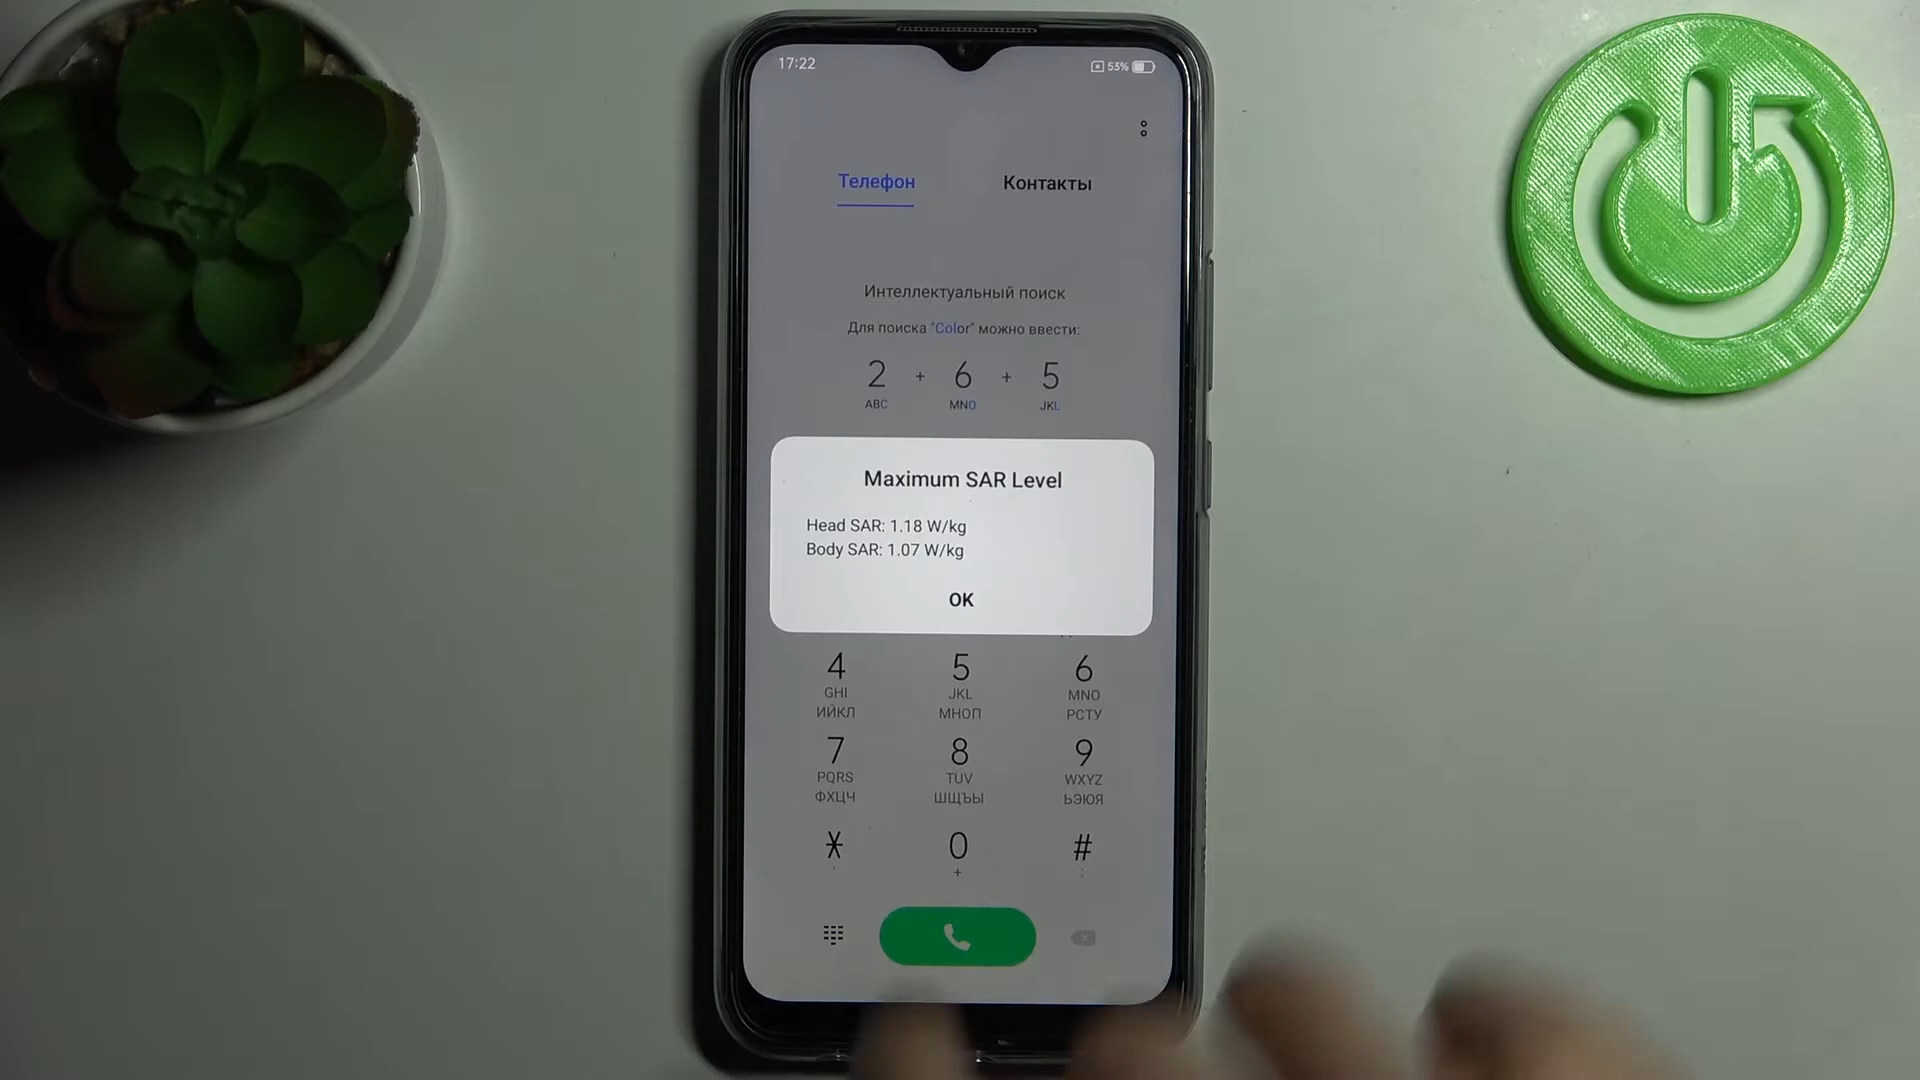 17:22
53%
Телефон
Контакты
Интеллектуальный поиск
Для поиска "Color" можно ввести:
2 + 6 + 5
ABC MNO JKL
Maximum SAR Level
Head SAR: 1.18 W/kg
Body SAR: 1.07 W/kg
OK
4 5 6
GHI JKL MNO
ИЙКЛ МНОП РСТУ
7 8 9
PQRS TUV WXYZ
ФХЦЧ ШЩЪЫ ЬЭЮЯ
* 0 #
, + ;